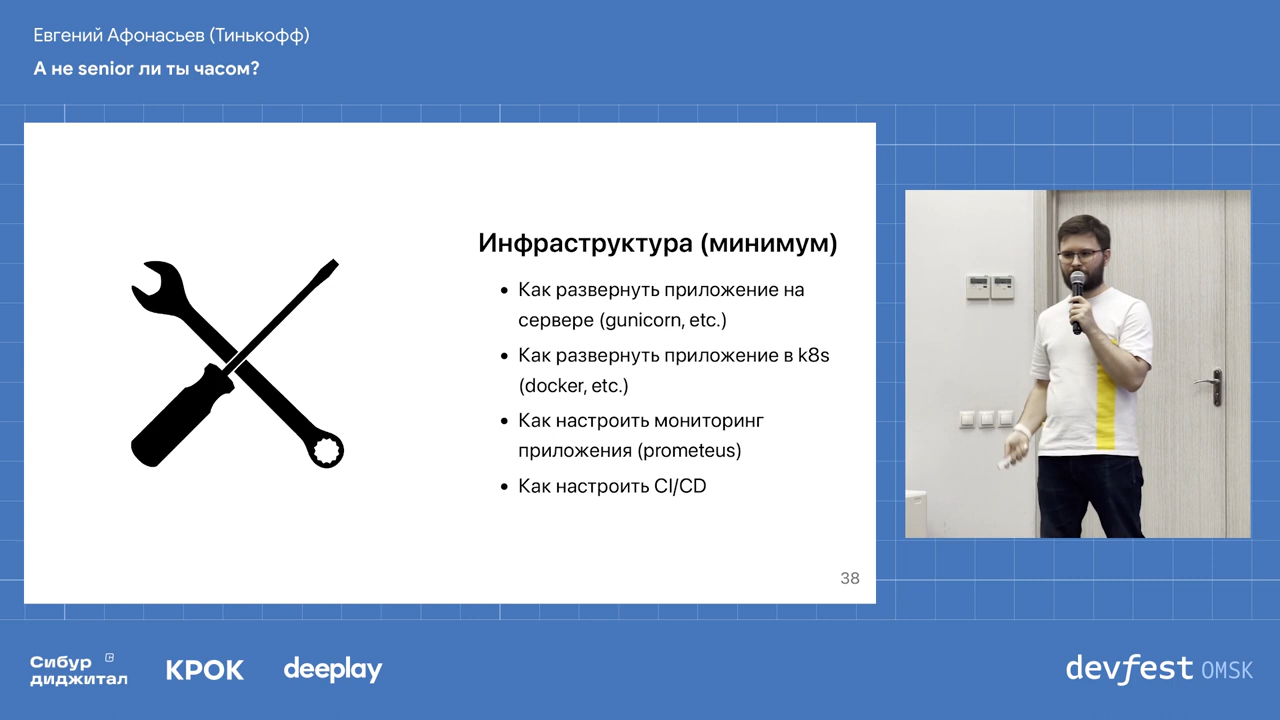 Евгений Афонасьев (Тинькофф)
А не senior ли ты часом?
Инфраструктура (минимум)
• Как развернуть приложение на
сервере (gunicorn, etc.)
• Как развернуть приложение в k8s
(docker, etc.)
• Как настроить мониторинг
приложения (prometeus)
• Как настроить CI/CD
38
Сибур
диджитал
КРОК
deeplay
devfest OMSK